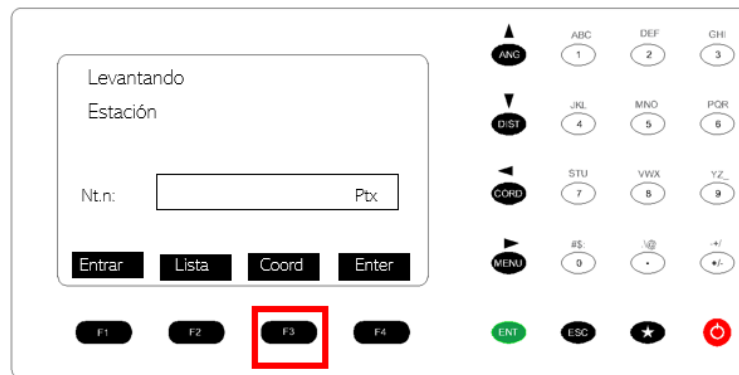 Levantando
Estación
Nt.n: Ptx
Entrar Lista Coord Enter
F1 F2 F3 F4
ABC DEF GHI
ANG 1 2 3
JKL MNO PQR
DIST 4 5 6
STU VWX YZ_
CORD 7 8 9
#$: .\@ .+/
MENU 0 . +/-
ENT ESC